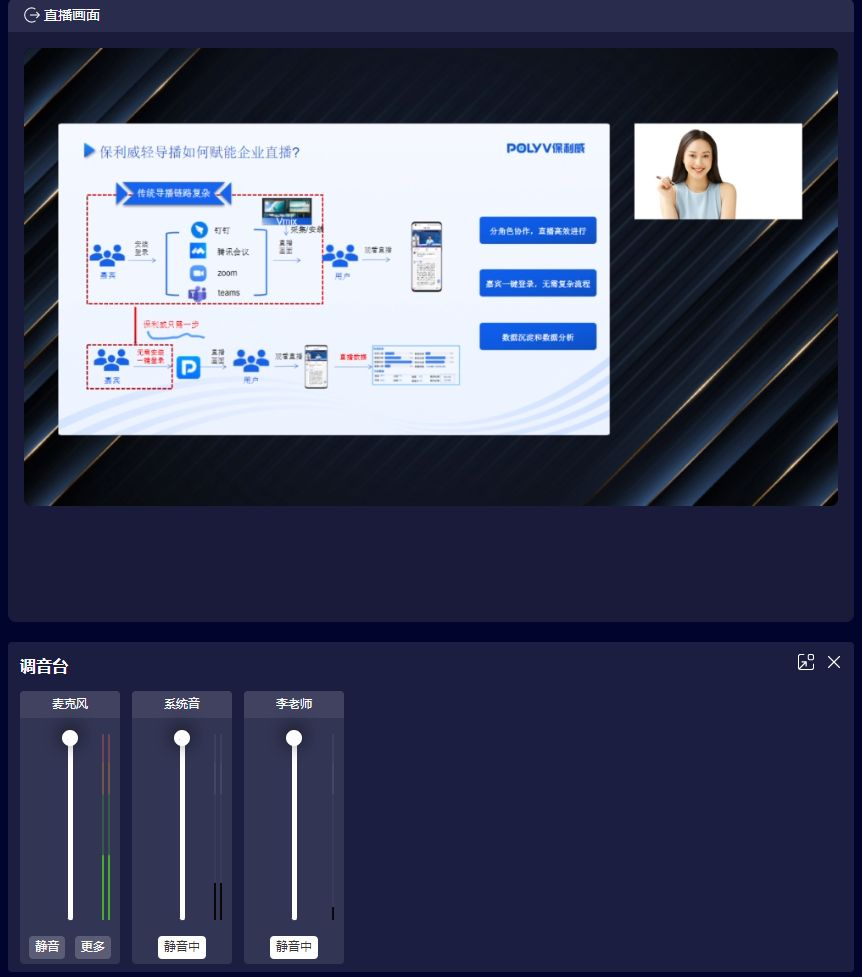 直播画面
保利威轻导播如何赋能企业直播?
POLYV保利威
传统导播链路复杂
Vmix
采集/安装
钉钉
腾讯会议
zoom
teams
安装
登录
嘉宾
直播
画面
用户
观看直播
分角色协作，直播高效进行
嘉宾一键登录，无需复杂流程
数据沉淀和数据分析
保利威只需一步
无需安装
一键登录
嘉宾
直播
画面
用户
观看直播
直播数据
调音台
麦克风
系统音
李老师
静音
更多
静音中
静音中